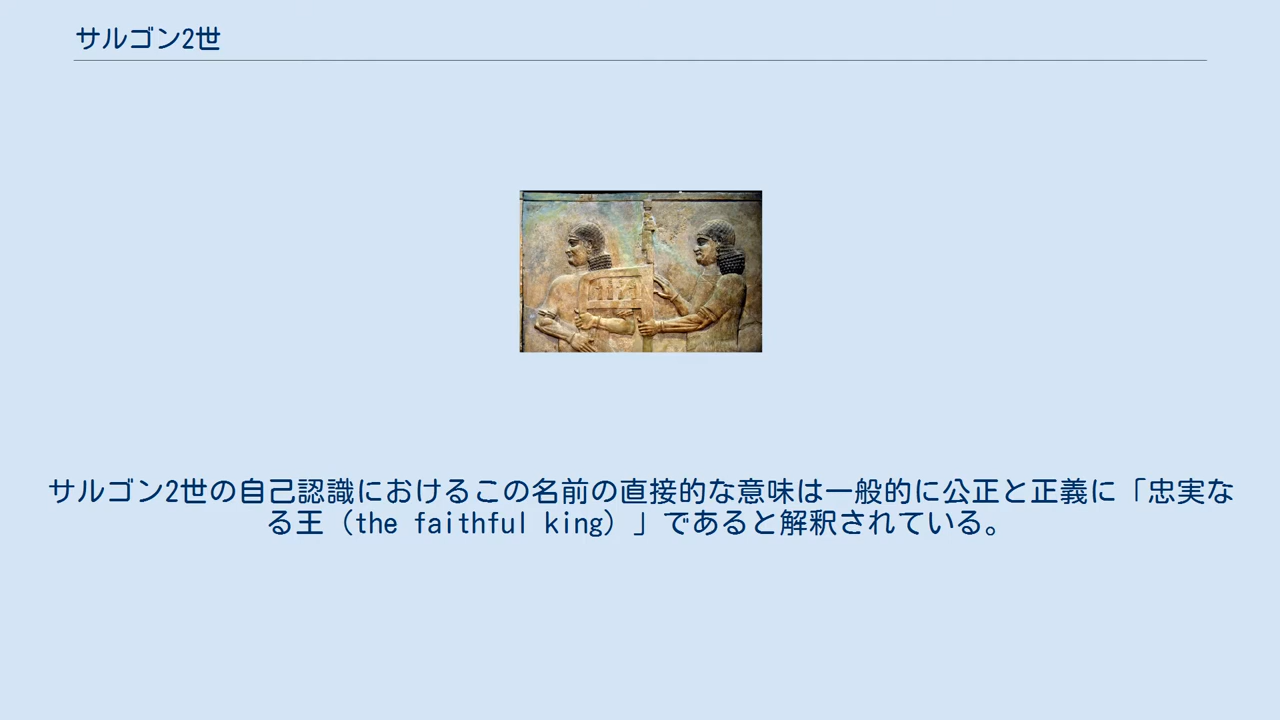 サルゴン2世
サルゴン2世の自己認識におけるこの名前の直接的な意味は一般的に公正と正義に「忠実な
る王（the faithful king）」であると解釈されている。